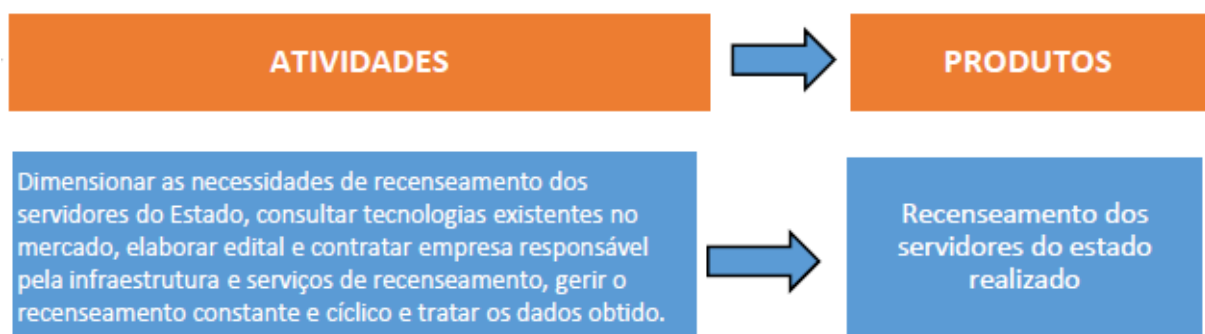 ATIVIDADES
PRODUTOS
Dimensionar as necessidades de recenseamento dos
servidores do Estado, consultar tecnologias existentes no
mercado, elaborar edital e contratar empresa responsável
pela infraestrutura e serviços de recenseamento, gerir o
recenseamento constante e cíclico e tratar os dados obtido.
Recenseamento dos
servidores do estado
realizado